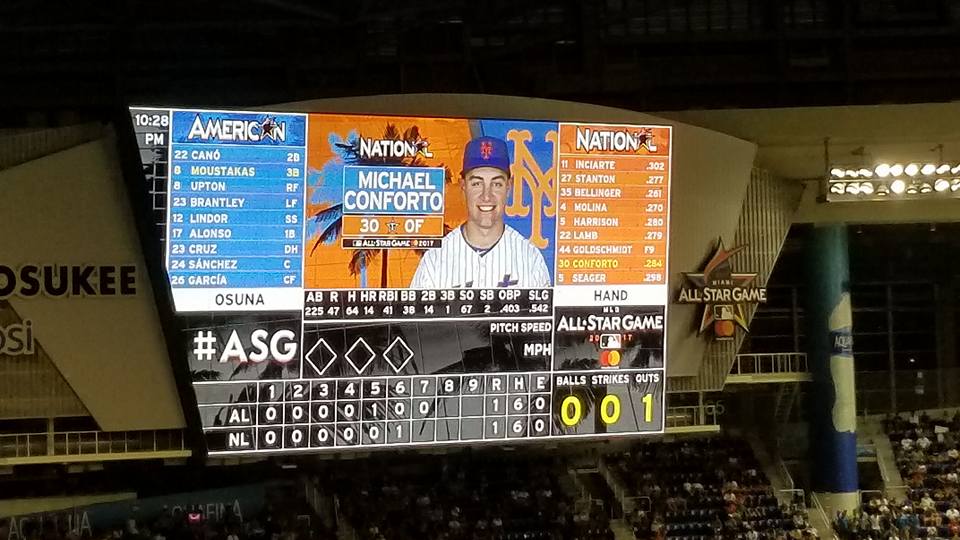 10:28
PM
AMERICAN
22 CANÓ 2B
8 MOUSTAKAS 3B
8 UPTON RF
23 BRANTLEY LF
12 LINDOR SS
17 ALONSO 1B
23 CRUZ DH
24 SÁNCHEZ C
26 GARCÍA CF
OSUNA
NATIONAL
MICHAEL
CONFORTO
30 OF
ALL-STAR GAME 2017
NY
NATIONAL
11 INCIARTE .302
27 STANTON .277
35 BELLINGER .261
4 MOLINA .270
5 HARRISON .280
22 LAMB .279
44 GOLDSCHMIDT F9
30 CONFORTO .284
5 SEAGER .298
HAND
AB R H HR RBI BB 2B 3B SO SB OBP SLG
225 47 64 14 41 38 14 1 67 2 .403 .542
#ASG
PITCH SPEED
MPH
MLB
ALL-STAR GAME
2017
1 2 3 4 5 6 7 8 9 R H E
AL 0 0 0 0 1 0 0 1 6 0
NL 0 0 0 0 0 1 1 6 0
BALLS STRIKES OUTS
0 0 1
MIAMI
ALL-STAR GAME
OSUKEE
si
AQUAFINA